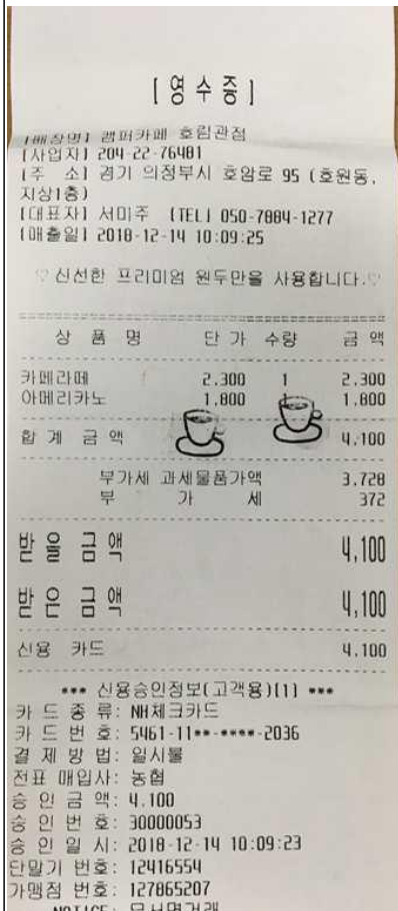 [ 영 수 증 ]
[매장명] 캠퍼카페 호림관점
[사업자] 204-22-76481
[주 소] 경기 의정부시 호암로 95 (호원동,
지상1층)
[대표자] 서미주 [TEL] 050-7884-1277
[매출일] 2018-12-14 10:09:25
♡신선한 프리미엄 원두만을 사용합니다.♡
상 품 명 단 가 수량 금 액
카페라떼 2,300 1 2,300
아메리카노 1,800 1 1,800
합 계 금 액 4,100
부가세 과세물품가액 3,728
부 가 세 372
받 을 금 액 4,100
받 은 금 액 4,100
신용 카드 4,100
*** 신용승인정보(고객용)[1] ***
카 드 종 류: NH체크카드
카 드 번 호: 5461-11**-****-2036
결 제 방 법: 일시불
전표 매입사: 농협
승 인 금 액: 4,100
승 인 번 호: 30000053
승 인 일 시: 2018-12-14 10:09:23
단말기 번호: 12416554
가맹점 번호: 127865207
NOTICE: 무서명거래